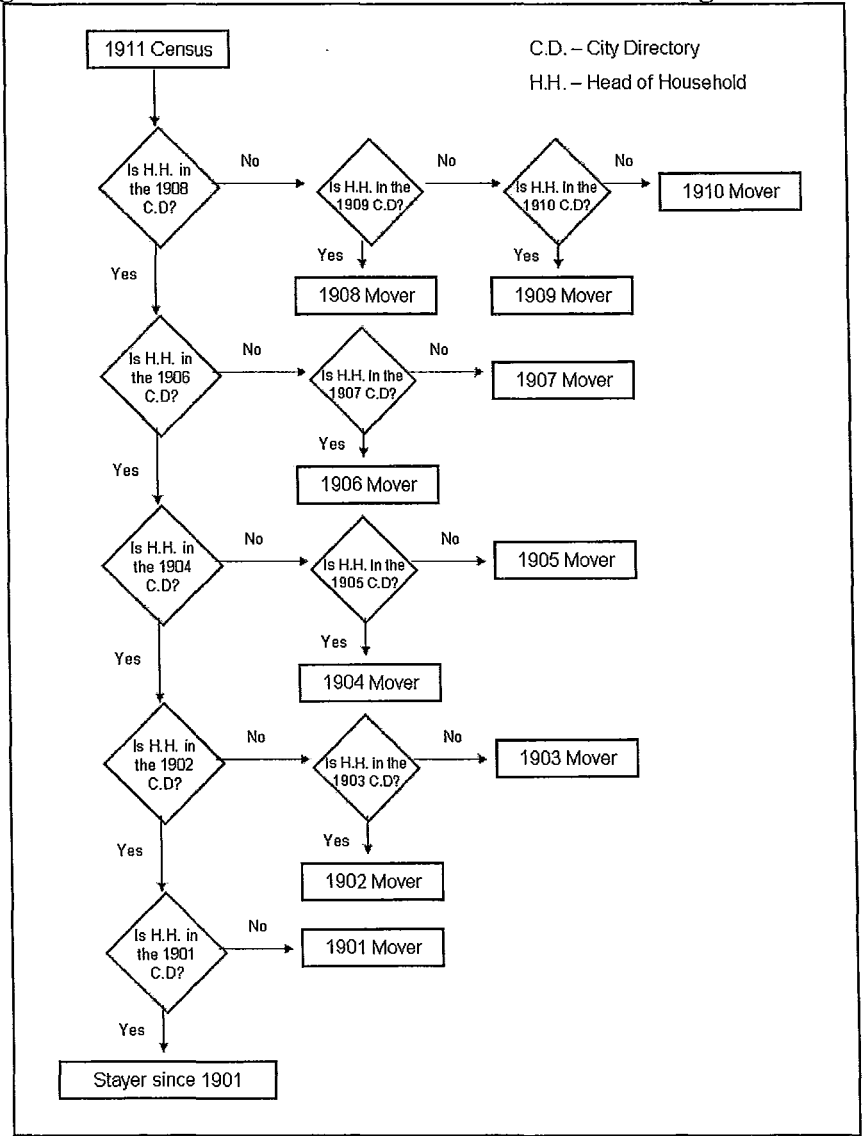 1911 Census
C.D. – City Directory
H.H. – Head of Household
Is H.H. in
the 1908
C.D?
No
Is H.H. In the
1909 C.D?
No
Is H.H. In the
1910 C.D?
No
1910 Mover
Yes
Yes
Yes
1908 Mover
1909 Mover
Is H.H. in
the 1906
C.D?
No
Is H.H. In the
1907 C.D?
No
1907 Mover
Yes
Yes
1906 Mover
Is H.H. in
the 1904
C.D?
No
Is H.H. In the
1905 C.D?
No
1905 Mover
Yes
Yes
1904 Mover
Is H.H. in
the 1902
C.D?
No
Is H.H. In the
1903 C.D?
No
1903 Mover
Yes
Yes
1902 Mover
Is H.H. in
the 1901
C.D?
No
1901 Mover
Yes
Stayer since 1901